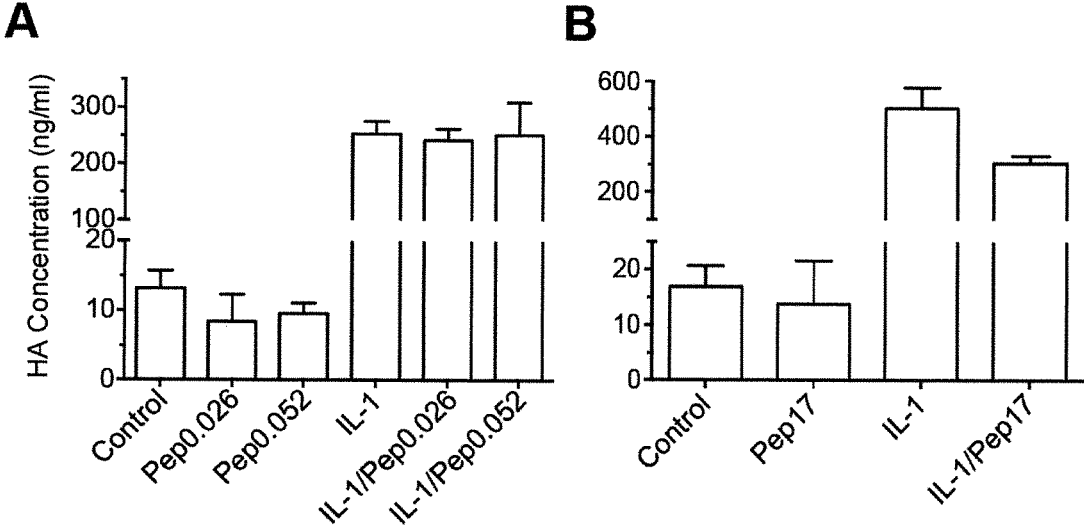 A
B
HA Concentration (ng/ml)
300
200
100
20
10
0
Control
Pep0.026
Pep0.052
IL-1
IL-1/Pep0.026
IL-1/Pep0.052
600
400
200
20
10
0
Control
Pep17
IL-1
IL-1/Pep17